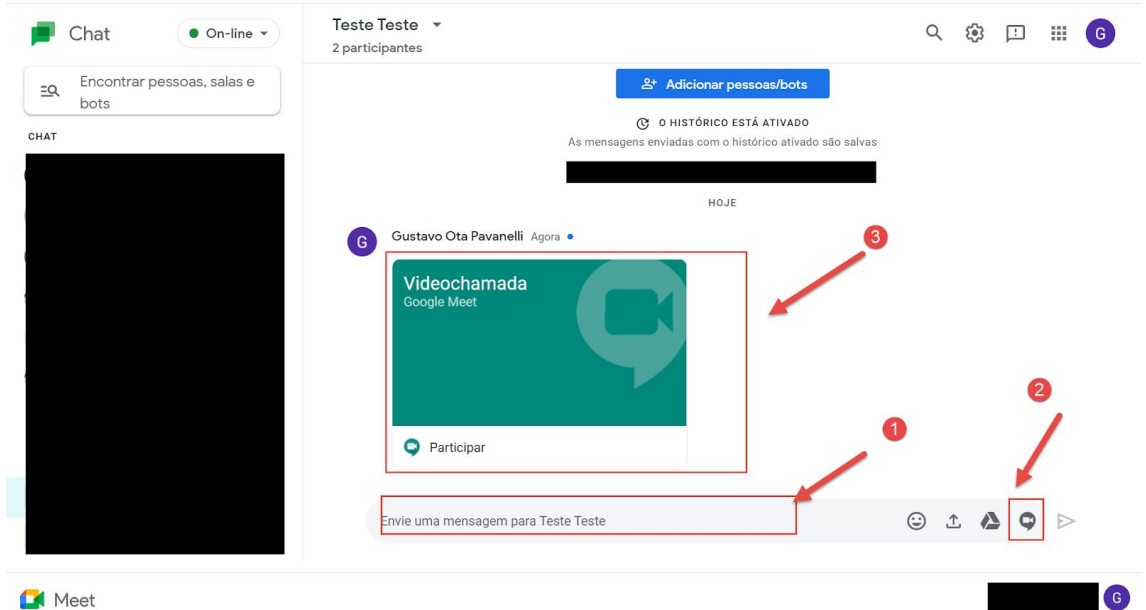 Chat
On-line
Teste Teste
2 participantes
G
Encontrar pessoas, salas e
bots
CHAT
Adicionar pessoas/bots
O HISTÓRICO ESTÁ ATIVADO
As mensagens enviadas com o histórico ativado são salvas
HOJE
G
Gustavo Ota Pavanelli Agora
3
Videochamada
Google Meet
2
1
Participar
Envie uma mensagem para Teste Teste
Meet
G